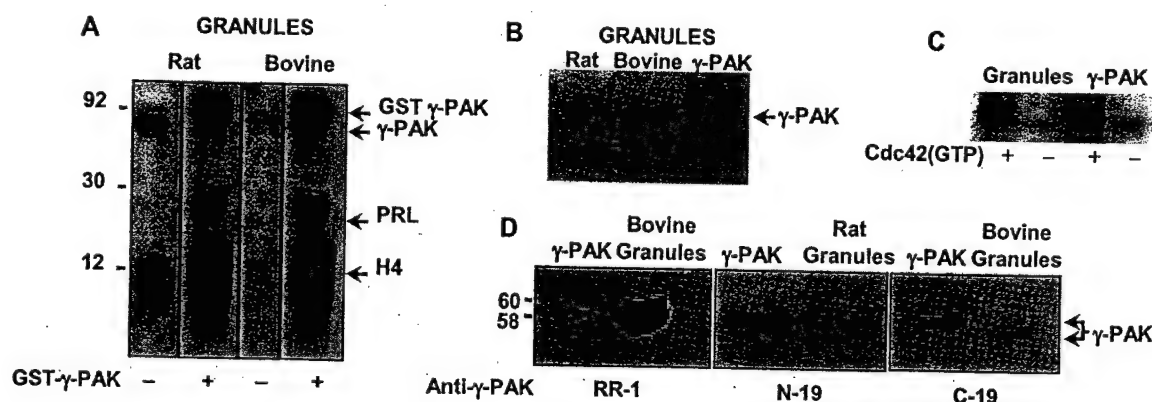 A
GRANULES
Rat Bovine
92
GST γ-PAK
γ-PAK
30
PRL
12
H4
GST-γ-PAK – + – +
B
GRANULES
Rat Bovine γ-PAK
γ-PAK
C
Granules γ-PAK
Cdc42(GTP) + – + –
D
Bovine
γ-PAK Granules
Rat
γ-PAK Granules
Bovine
γ-PAK Granules
60
58
γ-PAK
Anti-γ-PAK RR-1 N-19 C-19